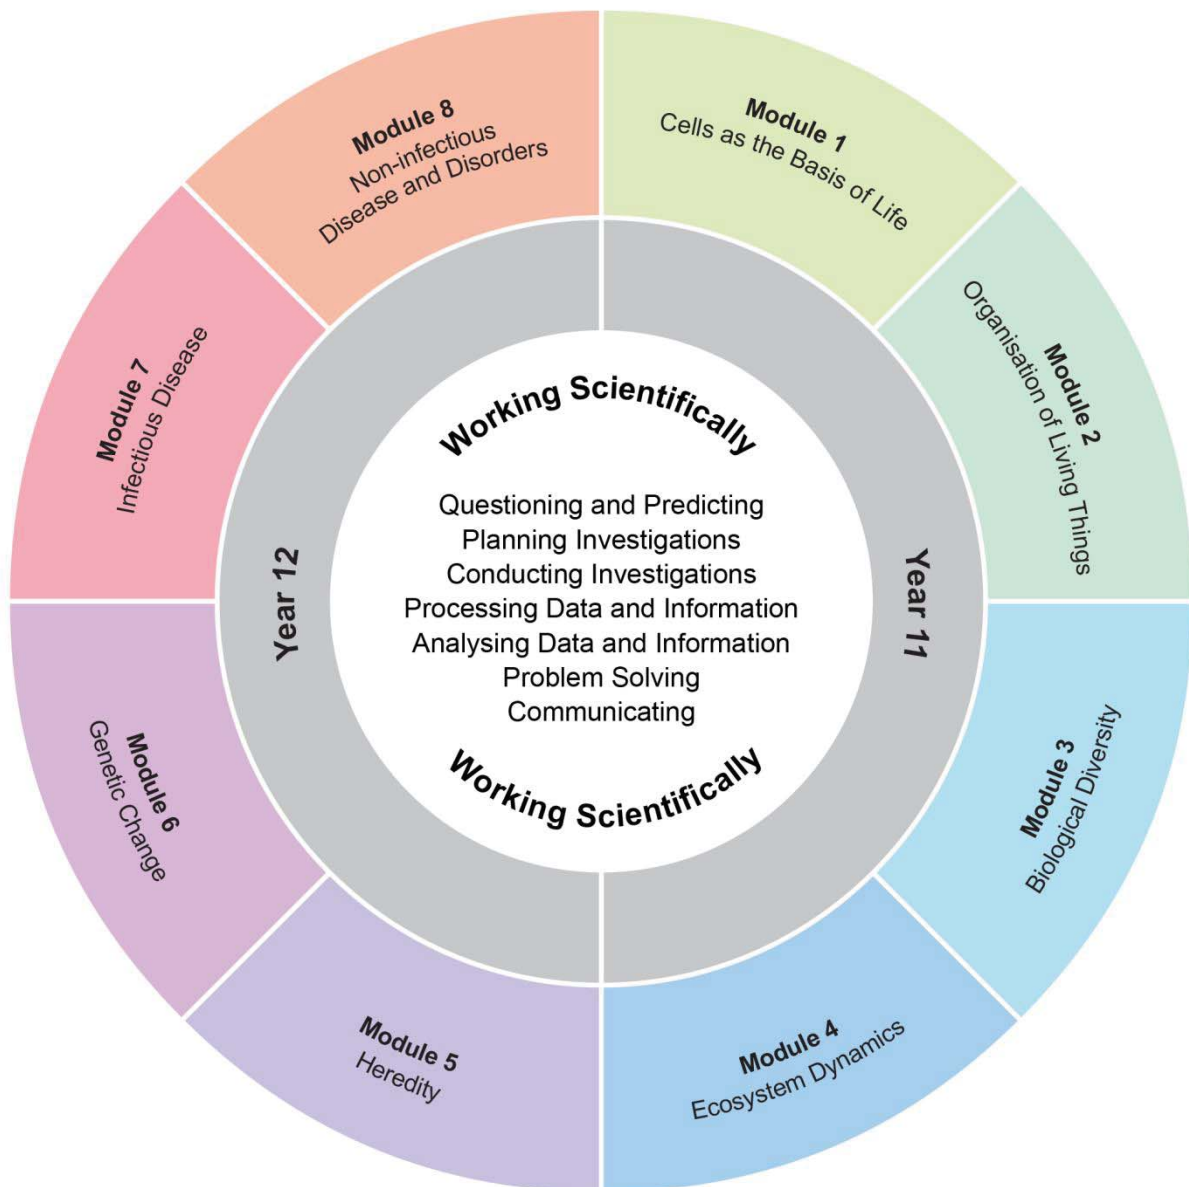 Module 1
Cells as the Basis of Life
Module 2
Organisation of Living Things
Module 3
Biological Diversity
Module 4
Ecosystem Dynamics
Module 5
Heredity
Module 6
Genetic Change
Module 7
Infectious Disease
Module 8
Non-infectious
Disease and Disorders
Year 11
Year 12
Working Scientifically
Questioning and Predicting
Planning Investigations
Conducting Investigations
Processing Data and Information
Analysing Data and Information
Problem Solving
Communicating
Working Scientifically